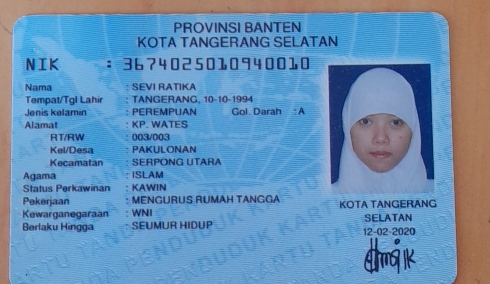 PROVINSI BANTEN
KOTA TANGERANG SELATAN
NIK : 3674025010940010
Nama : SEVI RATIKA
Tempat/Tgl Lahir : TANGERANG, 10-10-1994
Jenis kelamin : PEREMPUAN Gol. Darah : A
Alamat : KP. WATES
RT/RW : 003/003
Kel/Desa : PAKULONAN
Kecamatan : SERPONG UTARA
Agama : ISLAM
Status Perkawinan : KAWIN
Pekerjaan : MENGURUS RUMAH TANGGA
Kewarganegaraan : WNI
Berlaku Hingga : SEUMUR HIDUP
KOTA TANGERANG
SELATAN
12-02-2020